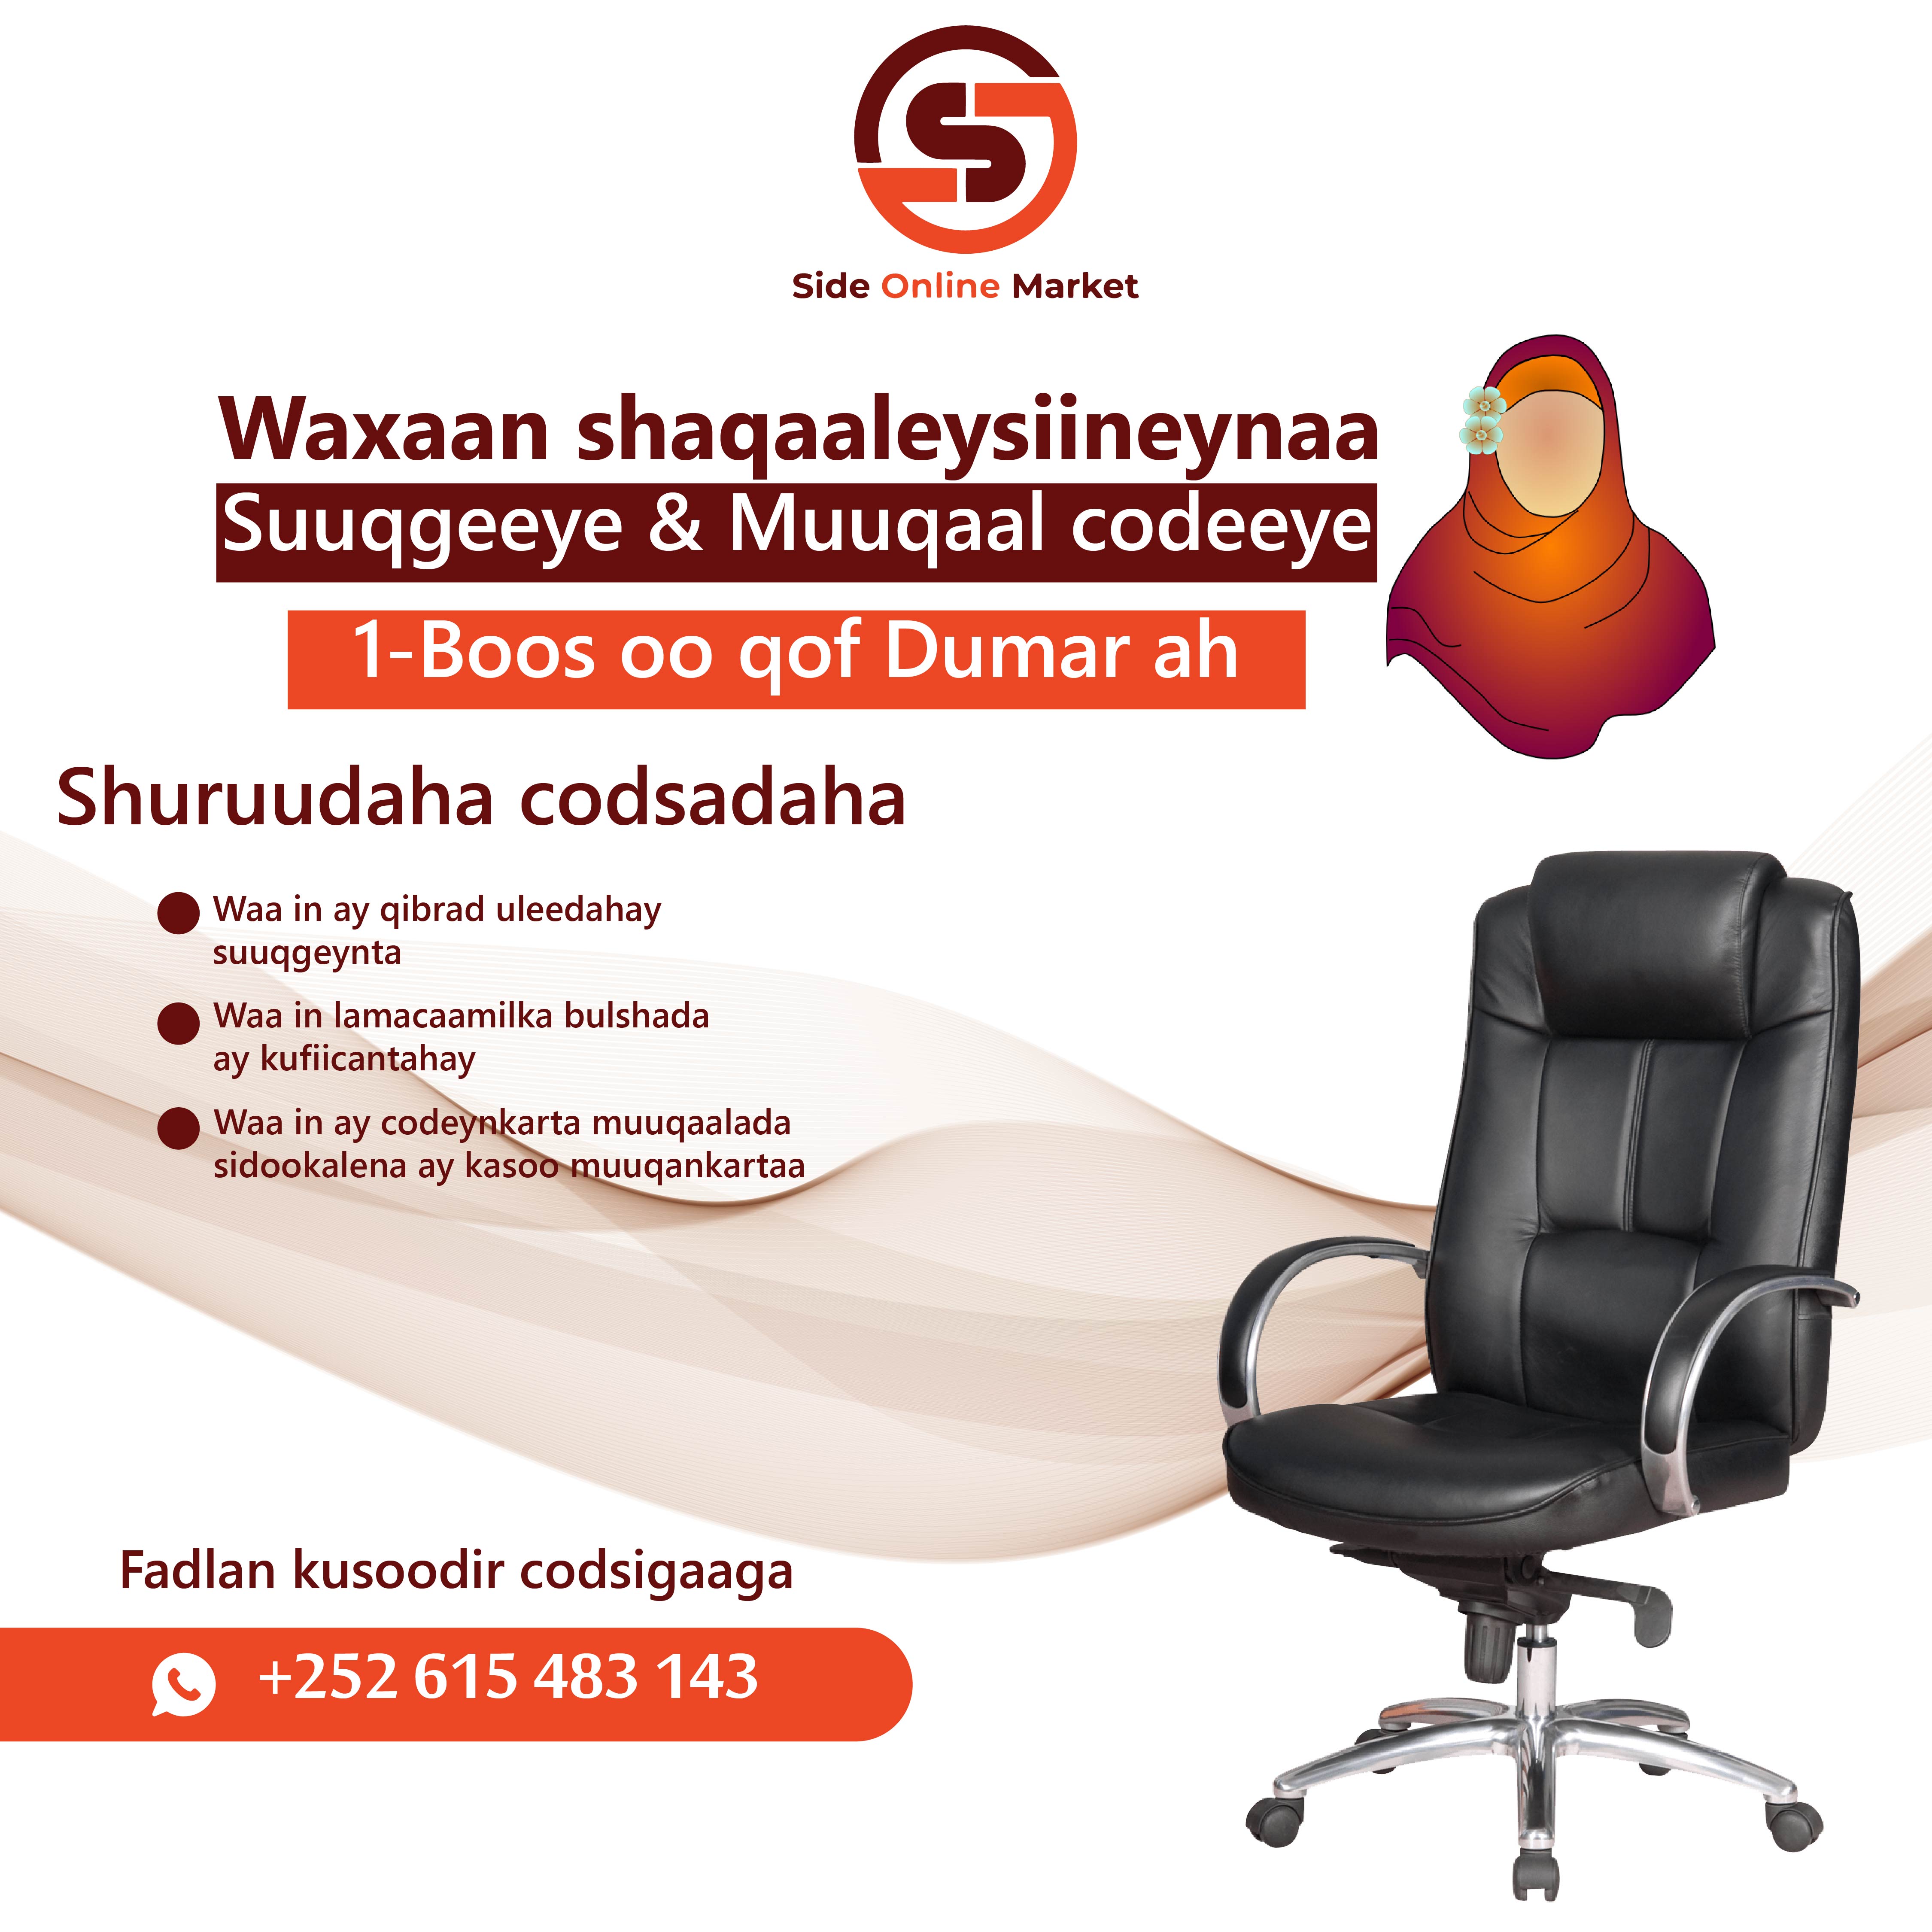 Side Online Market
Waxaan shaqaaleysiineynaa
Suuqgeeye & Muuqaal codeeye
1-Boos oo qof Dumar ah
Shuruudaha codsadaha
Waa in ay qibrad uleedahay
suuqgeynta
Waa in lamacaamilka bulshada
ay kufiicantahay
Waa in ay codeynkarta muuqaalada
sidookalena ay kasoo muuqankartaa
Fadlan kusoodir codsigaaga
+252 615 483 143